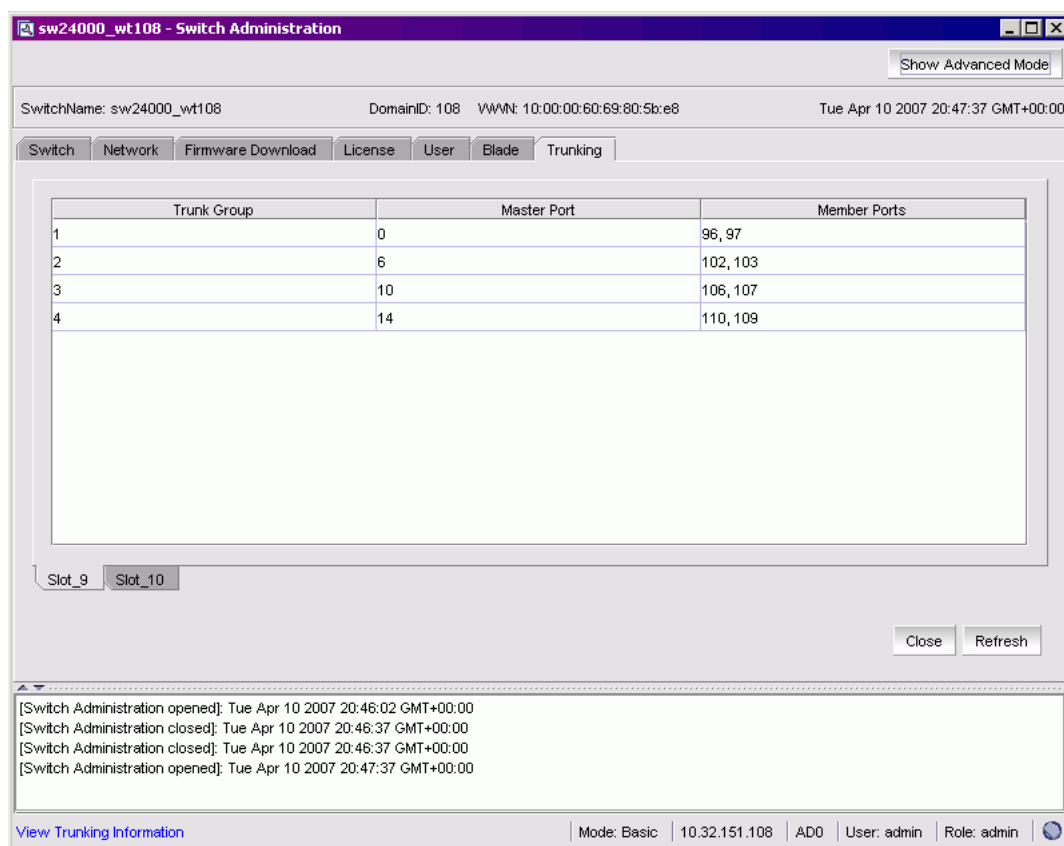 sw24000_wt108 - Switch Administration
Show Advanced Mode
SwitchName: sw24000_wt108 DomainID: 108 WWN: 10:00:00:60:69:80:5b:e8 Tue Apr 10 2007 20:47:37 GMT+00:00
Switch Network Firmware Download License User Blade Trunking
Trunk Group Master Port Member Ports
1 0 96, 97
2 6 102, 103
3 10 106, 107
4 14 110, 109
Slot_9 Slot_10
Close Refresh
[Switch Administration opened]: Tue Apr 10 2007 20:46:02 GMT+00:00
[Switch Administration closed]: Tue Apr 10 2007 20:46:37 GMT+00:00
[Switch Administration closed]: Tue Apr 10 2007 20:46:37 GMT+00:00
[Switch Administration opened]: Tue Apr 10 2007 20:47:37 GMT+00:00
View Trunking Information Mode: Basic 10.32.151.108 AD0 User: admin Role: admin